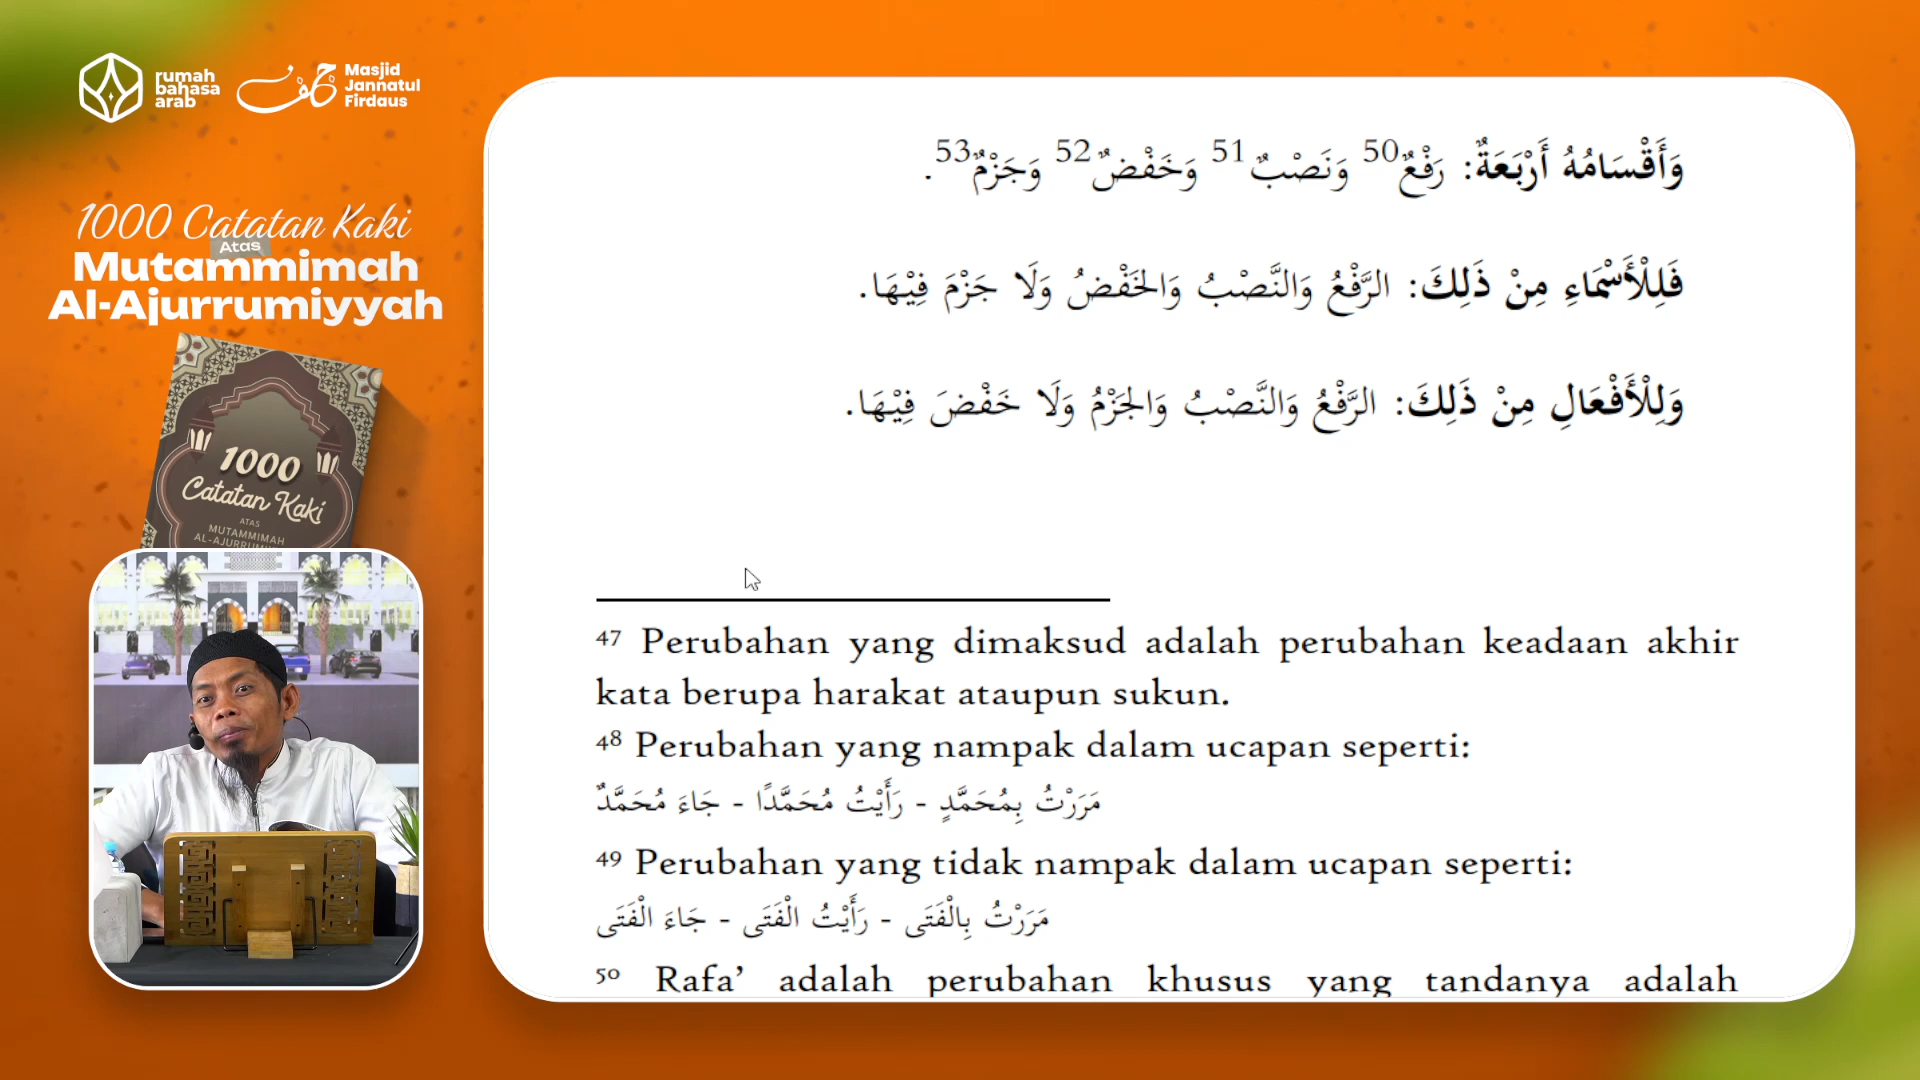 rumah
bahasa
arab
Masjid
Jannatul
Firdaus
1000 Catatan Kaki
Atas
Mutammimah
Al-Ajurrumiyyah
1000
Catatan Kaki
ATAS
MUTAMMIMAH
وَأَقْسَامُهُ أَرْبَعَةٌ: رَفْعٌ50 وَنَصْبٌ51 وَخَفْضٌ52 وَجَزْمٌ53.
فَلِلْأَسْمَاءِ مِنْ ذَلِكَ: الرَّفْعُ وَالنَّصْبُ وَالخَفْضُ وَلَا جَزْمَ فِيْهَا.
وَلِلْأَفْعَالِ مِنْ ذَلِكَ: الرَّفْعُ وَالنَّصْبُ وَالجَزْمُ وَلَا خَفْضَ فِيْهَا.
47 Perubahan yang dimaksud adalah perubahan keadaan akhir
kata berupa harakat ataupun sukun.
48 Perubahan yang nampak dalam ucapan seperti:
مَرَرْتُ بِمُحَمَّدٍ - رَأَيْتُ مُحَمَّدًا - جَاءَ مُحَمَّدٌ
49 Perubahan yang tidak nampak dalam ucapan seperti:
مَرَرْتُ بِالْفَتَى - رَأَيْتُ الْفَتَى - جَاءَ الْفَتَى
50 Rafa’ adalah perubahan khusus yang tandanya adalah